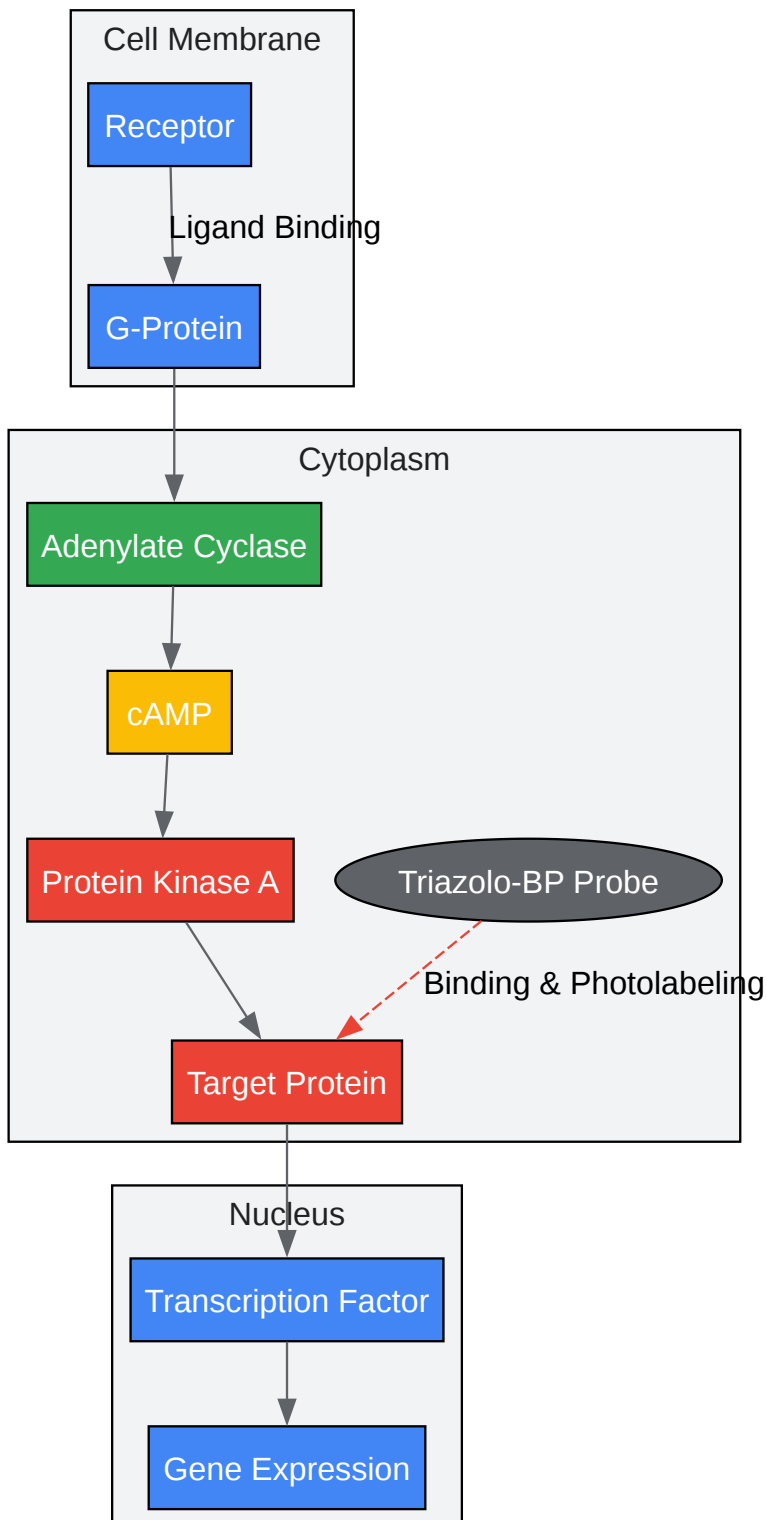 Cell Membrane
Receptor
Ligand Binding
G-Protein
Cytoplasm
Adenylate Cyclase
cAMP
Protein Kinase A
Triazolo-BP Probe
Binding & Photolabeling
Target Protein
Nucleus
Transcription Factor
Gene Expression